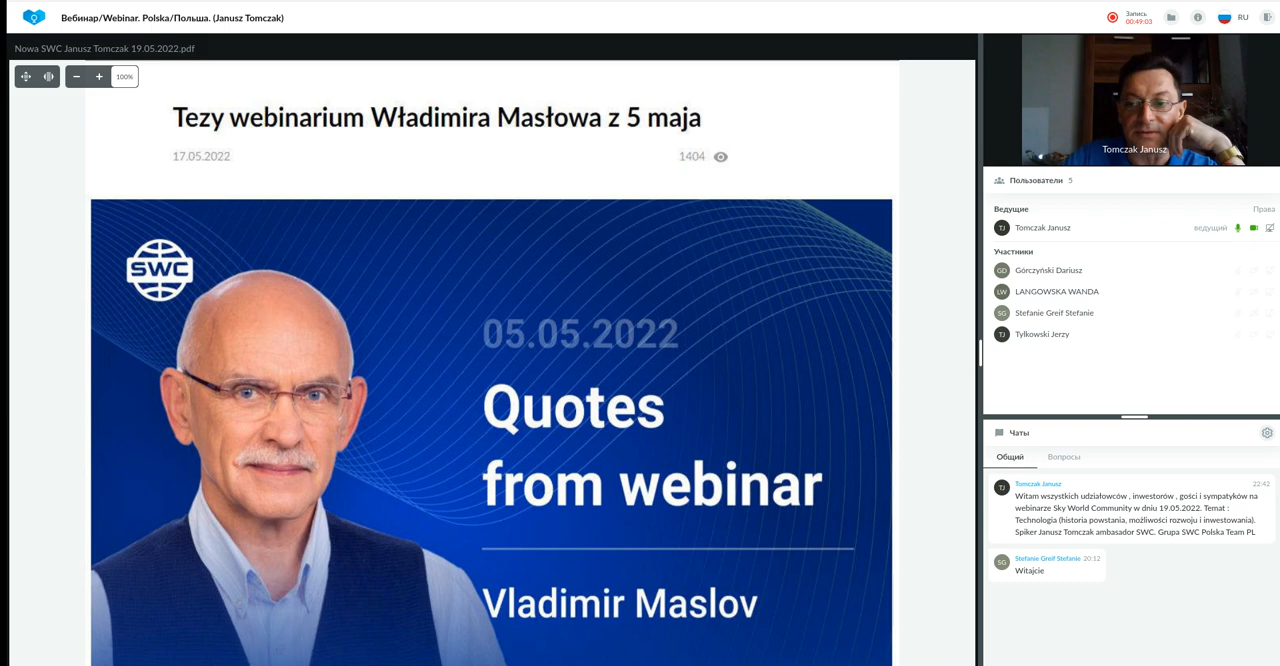 Вебинар/Webinar. Polska/Польша. (Janusz Tomczak)
Запись
00:49:03
RU
Nowa SWC Janusz Tomczak 19.05.2022.pdf
100%
Tezy webinarium Władimira Masłowa z 5 maja
17.05.2022
1404
SWC
05.05.2022
Quotes
from webinar
Vladimir Maslov
Tomczak Janusz
Пользователи 5
Ведущие
Права
TJ
Tomczak Janusz
ведущий
Участники
GD
Górczyński Dariusz
LW
LANGOWSKA WANDA
SG
Stefanie Greif Stefanie
TJ
Tylkowski Jerzy
Чаты
Общий
Вопросы
TJ
Tomczak Janusz
22:42
Witam wszystkich udziałowców , inwestorów , gości i sympatyków na
webinarze Sky World Community w dniu 19.05.2022. Temat :
Technologia (historia powstania, możliwości rozwoju i inwestowania).
Spiker Janusz Tomczak ambasador SWC. Grupa SWC Polska Team PL
SG
Stefanie Greif Stefanie 20:12
Witajcie